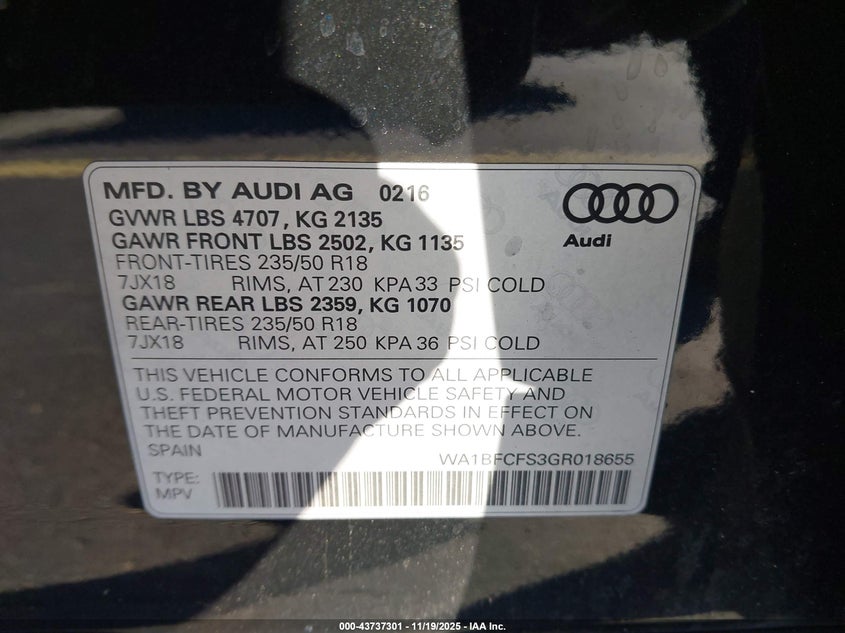 MFD. BY AUDI AG 0216
Audi
GVWR LBS 4707, KG 2135
GAWR FRONT LBS 2502, KG 1135
FRONT-TIRES 235/50 R18
7JX18 RIMS, AT 230 KPA 33 PSI COLD
GAWR REAR LBS 2359, KG 1070
REAR-TIRES 235/50 R18
7JX18 RIMS, AT 250 KPA 36 PSI COLD
THIS VEHICLE CONFORMS TO ALL APPLICABLE
U.S. FEDERAL MOTOR VEHICLE SAFETY AND
THEFT PREVENTION STANDARDS IN EFFECT ON
THE DATE OF MANUFACTURE SHOWN ABOVE.
SPAIN
WA1BFCFS3GR018655
TYPE:
MPV
000-43737301 - 11/19/2025 - IAA Inc.